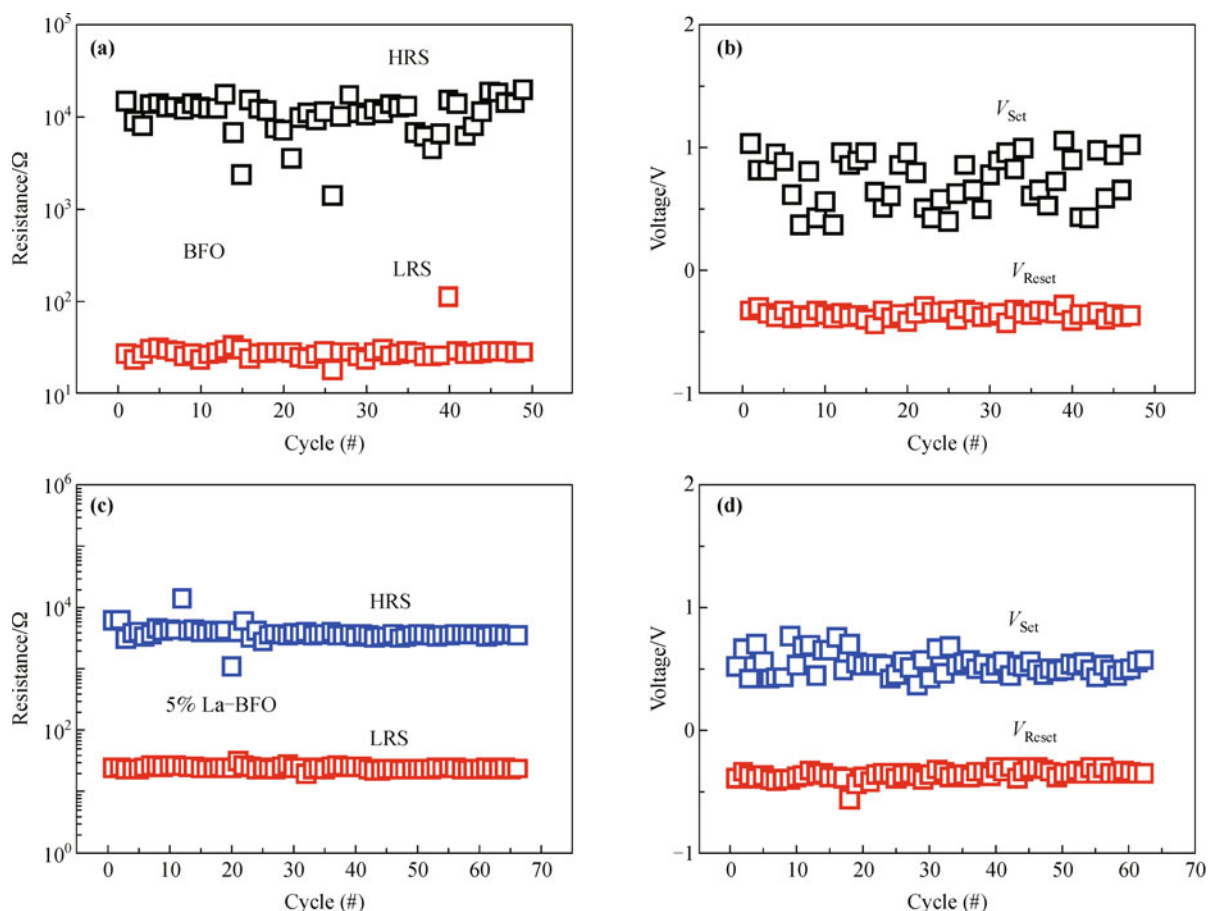 (a)
HRS
BFO
LRS
Resistance/Ω
10^5
10^4
10^3
10^2
10^1
0 10 20 30 40 50
Cycle (#)
(b)
V_Set
V_Reset
Voltage/V
2
1
0
−1
0 10 20 30 40 50
Cycle (#)
(c)
HRS
5% La−BFO
LRS
Resistance/Ω
10^6
10^4
10^2
10^0
0 10 20 30 40 50 60 70
Cycle (#)
(d)
V_Set
V_Reset
Voltage/V
2
1
0
−1
0 10 20 30 40 50 60 70
Cycle (#)